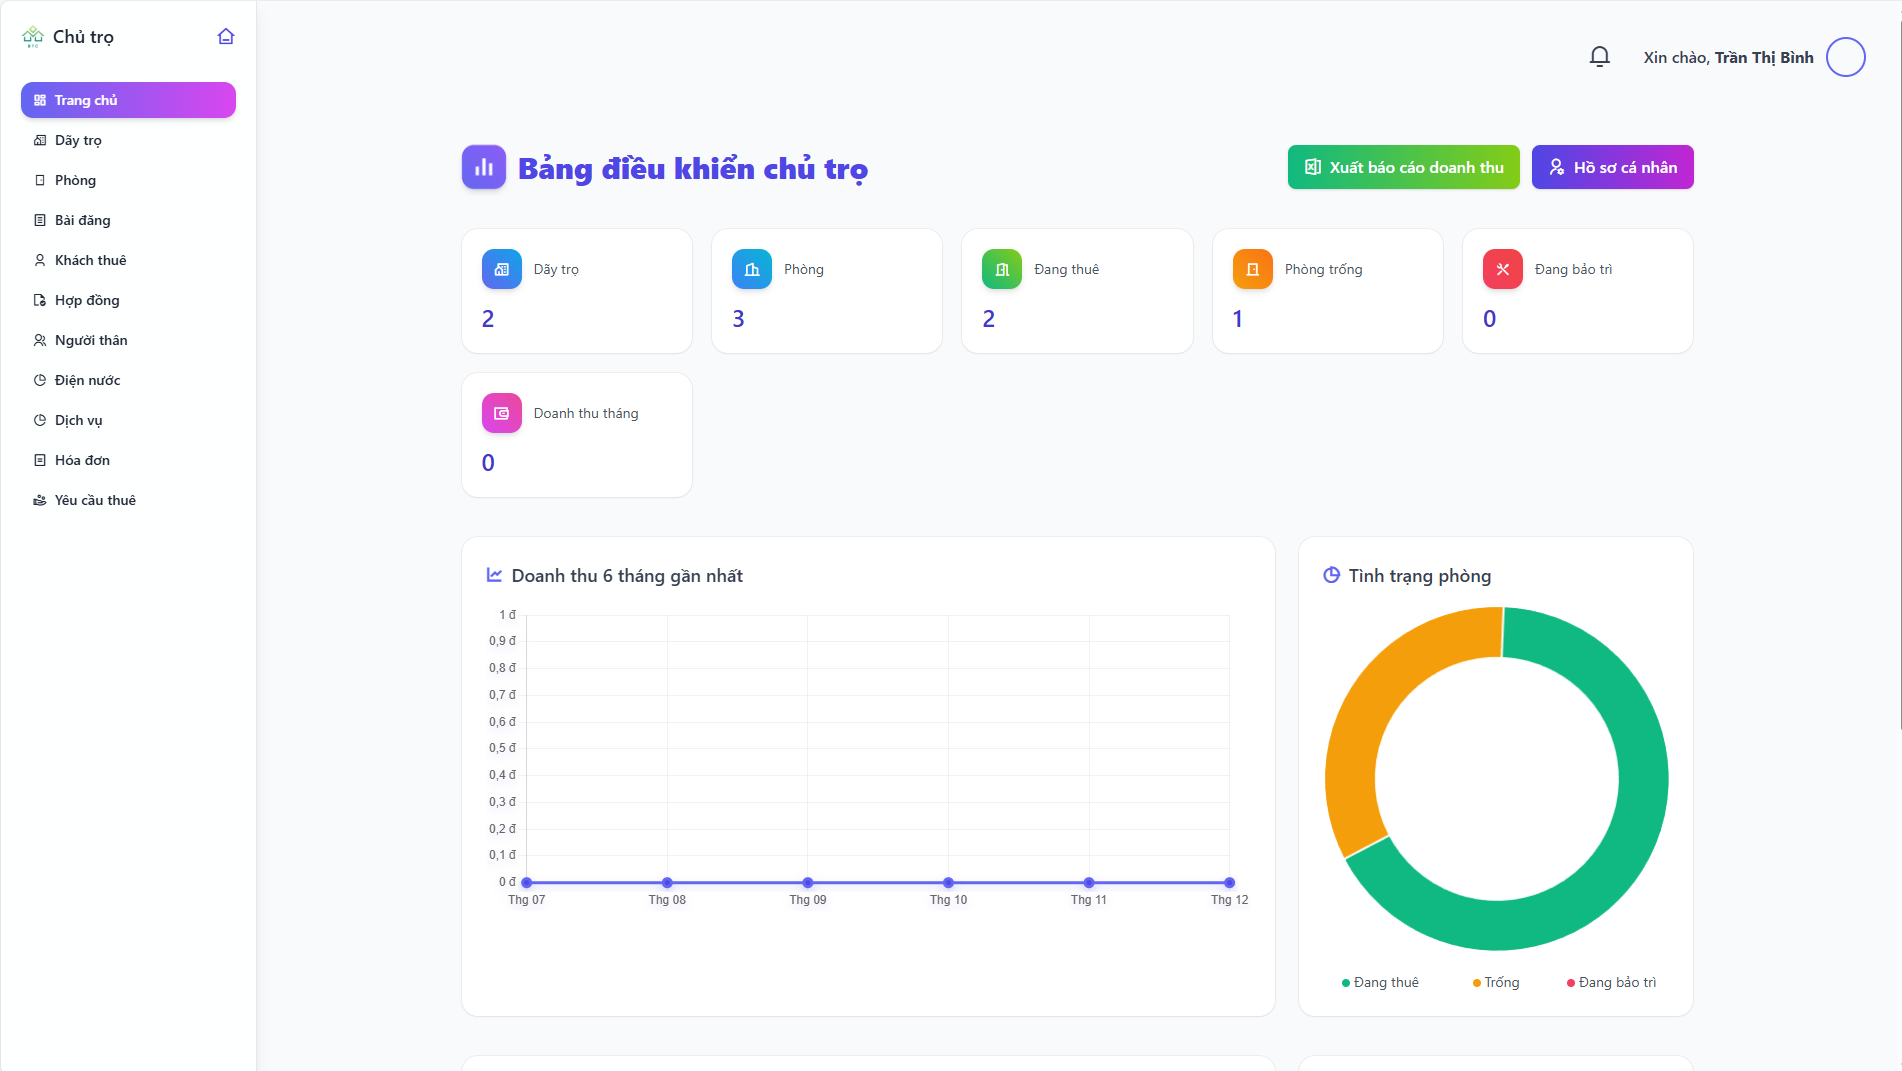 Chủ trọ
Trang chủ
Dãy trọ
Phòng
Bài đăng
Khách thuê
Hợp đồng
Người thân
Điện nước
Dịch vụ
Hóa đơn
Yêu cầu thuê
Xin chào, Trần Thị Bình
Bảng điều khiển chủ trọ
Xuất báo cáo doanh thu
Hồ sơ cá nhân
Dãy trọ
2
Phòng
3
Đang thuê
2
Phòng trống
1
Đang bảo trì
0
Doanh thu tháng
0
Doanh thu 6 tháng gần nhất
1 đ
0,9 đ
0,8 đ
0,7 đ
0,6 đ
0,5 đ
0,4 đ
0,3 đ
0,2 đ
0,1 đ
0 đ
Thg 07 Thg 08 Thg 09 Thg 10 Thg 11 Thg 12
Tình trạng phòng
Đang thuê Trống Đang bảo trì